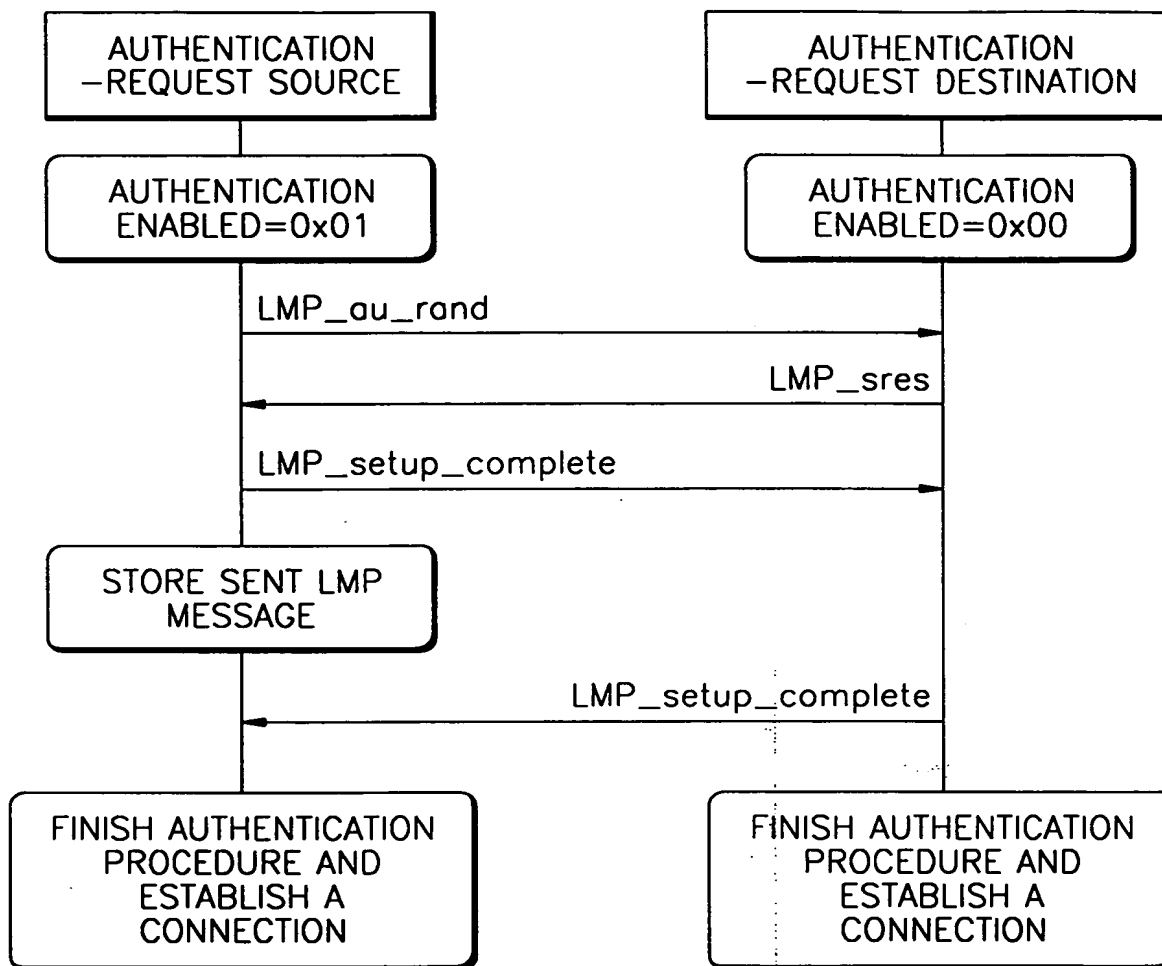 AUTHENTICATION
-REQUEST SOURCE
AUTHENTICATION
-REQUEST DESTINATION
AUTHENTICATION
ENABLED=0x01
AUTHENTICATION
ENABLED=0x00
LMP_au_rand
LMP_sres
LMP_setup_complete
STORE SENT LMP
MESSAGE
LMP_setup_complete
FINISH AUTHENTICATION
PROCEDURE AND
ESTABLISH A
CONNECTION
FINISH AUTHENTICATION
PROCEDURE AND
ESTABLISH A
CONNECTION